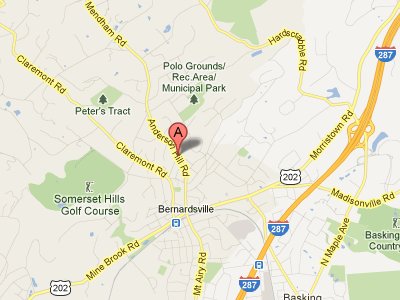 Mendham Rd
Hardscrabble Rd
287
Claremont Rd
Polo Grounds/
Rec.Area/
Municipal Park
Peter's Tract
Anderson Hill Rd
A
Morristown Rd
Claremont Rd
202
Somerset Hills
Golf Course
Madisonville Rd
Bernardsville
287
N Maple Ave
Basking
Country
Mine Brook Rd
202
Mt Airy Rd
287
Basking